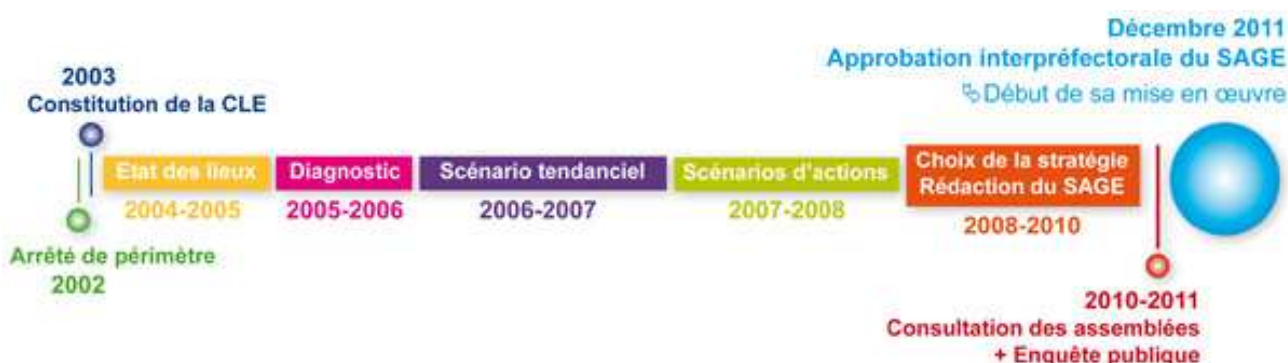 Décembre 2011
Approbation interpréfectorale du SAGE
Début de sa mise en œuvre
2003
Constitution de la CLE
Etat des lieux
2004-2005
Diagnostic
2005-2006
Scénario tendanciel
2006-2007
Scénarios d'actions
2007-2008
Choix de la stratégie
Rédaction du SAGE
2008-2010
Arrêté de périmètre
2002
2010-2011
Consultation des assemblées
+ Enquête publique